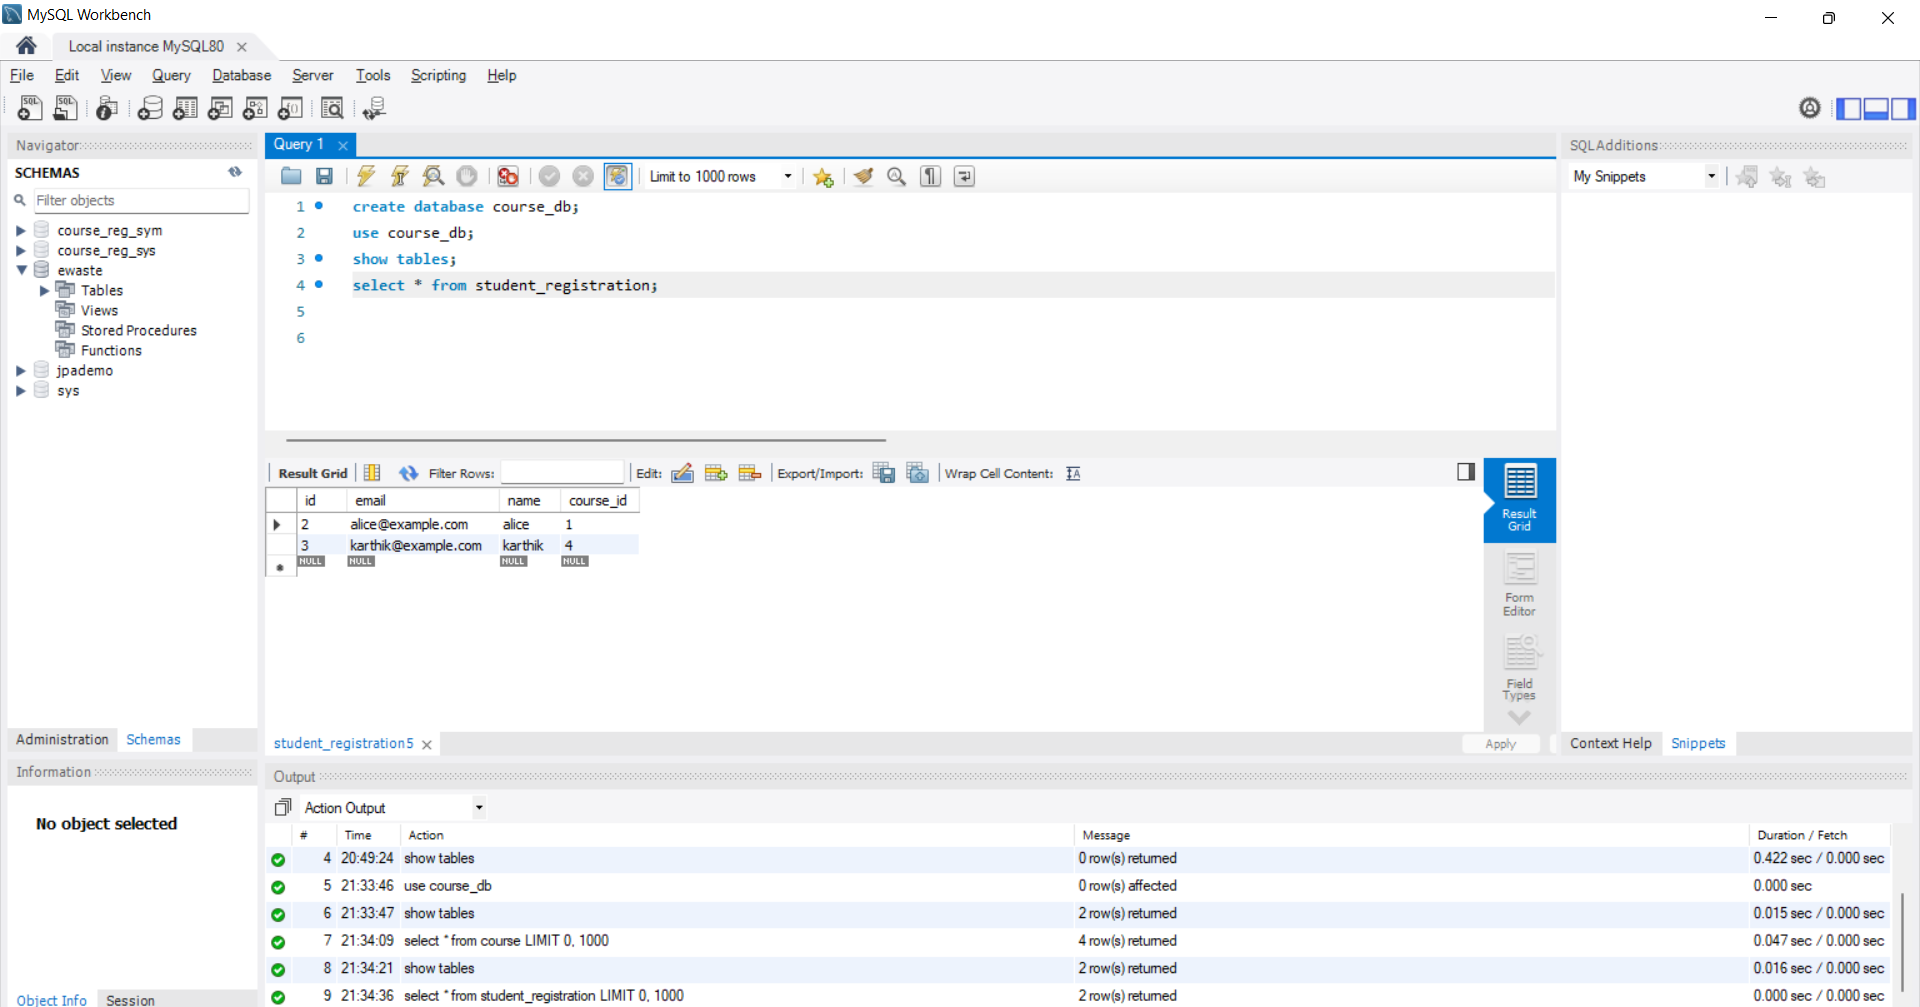 MySQL Workbench
Local instance MySQL80
File Edit View Query Database Server Tools Scripting Help
Navigator
SCHEMAS
Filter objects
course_reg_sym
course_reg_sys
ewaste
Tables
Views
Stored Procedures
Functions
jpademo
sys
Administration Schemas
Information
No object selected
Object Info Session
Query 1
Limit to 1000 rows
1 create database course_db;
2 use course_db;
3 show tables;
4 select * from student_registration;
5
6
Result Grid Filter Rows: Edit: Export/Import: Wrap Cell Content:
id email name course_id
2 alice@example.com alice 1
3 karthik@example.com karthik 4
NULL NULL NULL NULL
Result
Grid
Form
Editor
Field
Types
student_registration5
Apply
SQLAdditions
My Snippets
Context Help Snippets
Output
Action Output
# Time Action Message Duration / Fetch
4 20:49:24 show tables 0 row(s) returned 0.422 sec / 0.000 sec
5 21:33:46 use course_db 0 row(s) affected 0.000 sec
6 21:33:47 show tables 2 row(s) returned 0.015 sec / 0.000 sec
7 21:34:09 select * from course LIMIT 0, 1000 4 row(s) returned 0.047 sec / 0.000 sec
8 21:34:21 show tables 2 row(s) returned 0.016 sec / 0.000 sec
9 21:34:36 select * from student_registration LIMIT 0, 1000 2 row(s) returned 0.000 sec / 0.000 sec